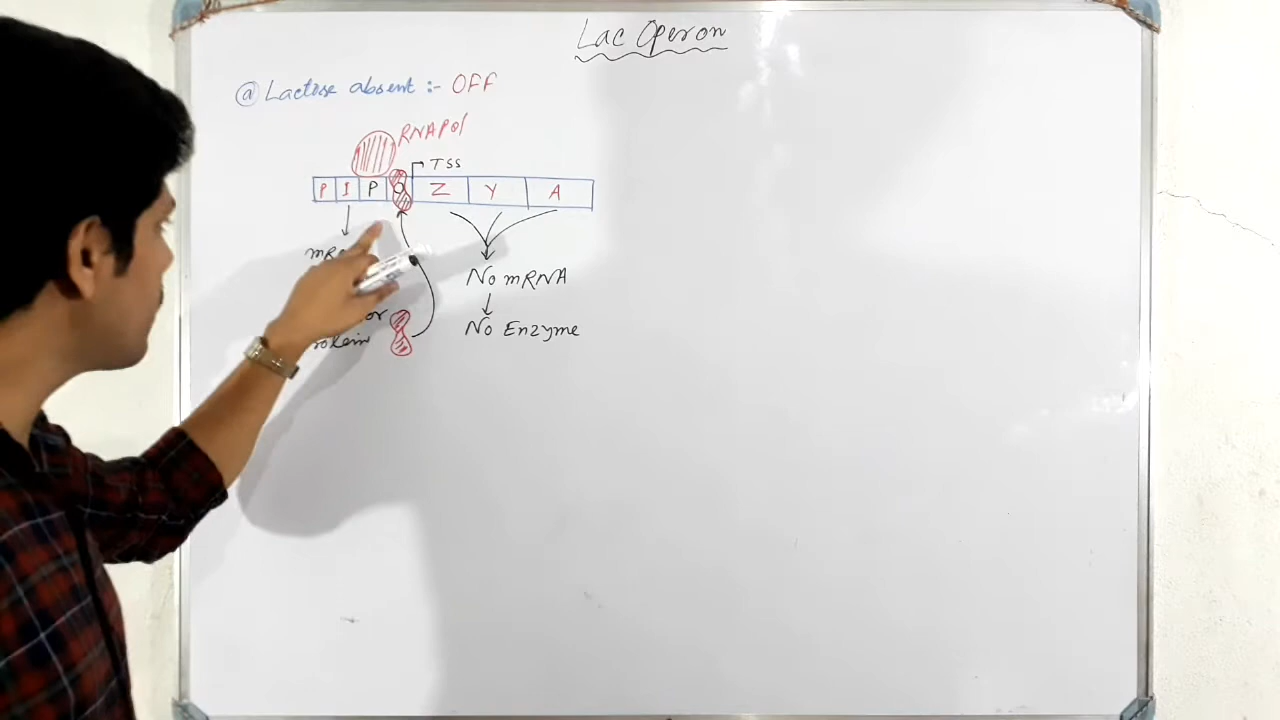 Lac Operon
ⓐ Lactose absent :- OFF
RNAPol
TSS
P I P O Z Y A
No mRNA
No Enzyme